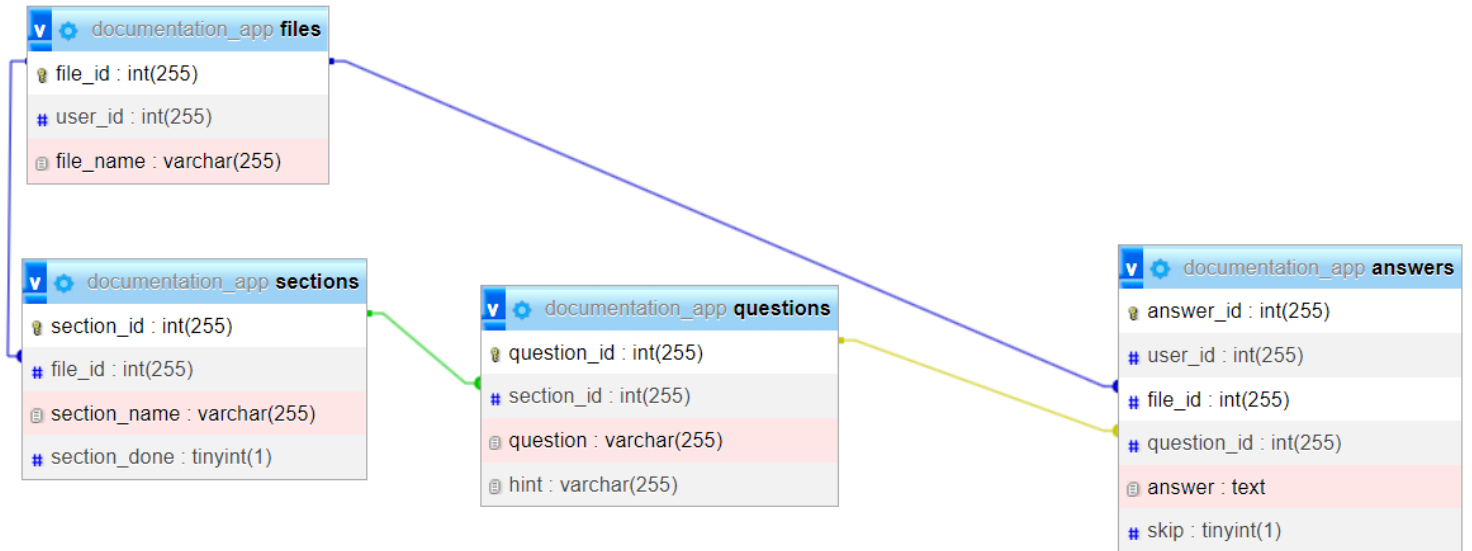 v documentation_app files
file_id : int(255)
# user_id : int(255)
file_name : varchar(255)
v documentation_app sections
section_id : int(255)
# file_id : int(255)
section_name : varchar(255)
# section_done : tinyint(1)
v documentation_app questions
question_id : int(255)
# section_id : int(255)
question : varchar(255)
hint : varchar(255)
v documentation_app answers
answer_id : int(255)
# user_id : int(255)
# file_id : int(255)
# question_id : int(255)
answer : text
# skip : tinyint(1)